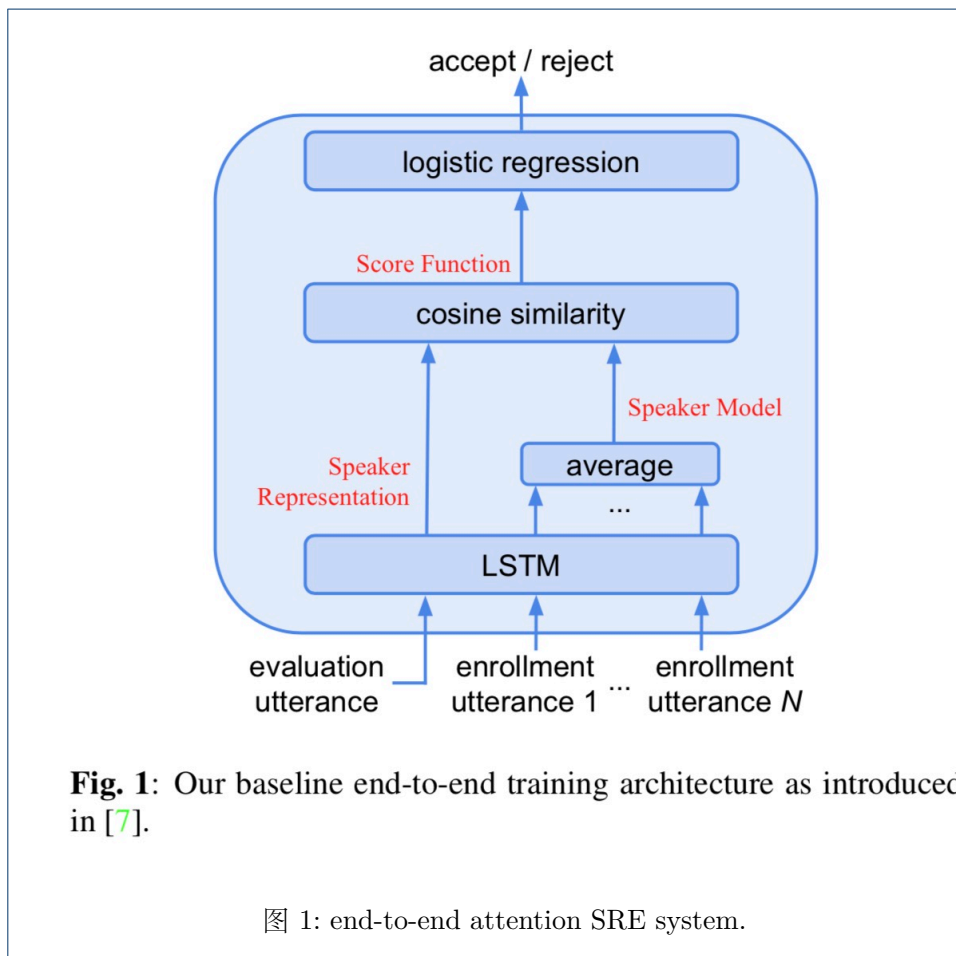 accept / reject
logistic regression
Score Function
cosine similarity
Speaker Model
average
Speaker
Representation
...
LSTM
evaluation
utterance
enrollment
utterance 1
...
enrollment
utterance N
Fig. 1: Our baseline end-to-end training architecture as introduced
in [7].
图 1: end-to-end attention SRE system.